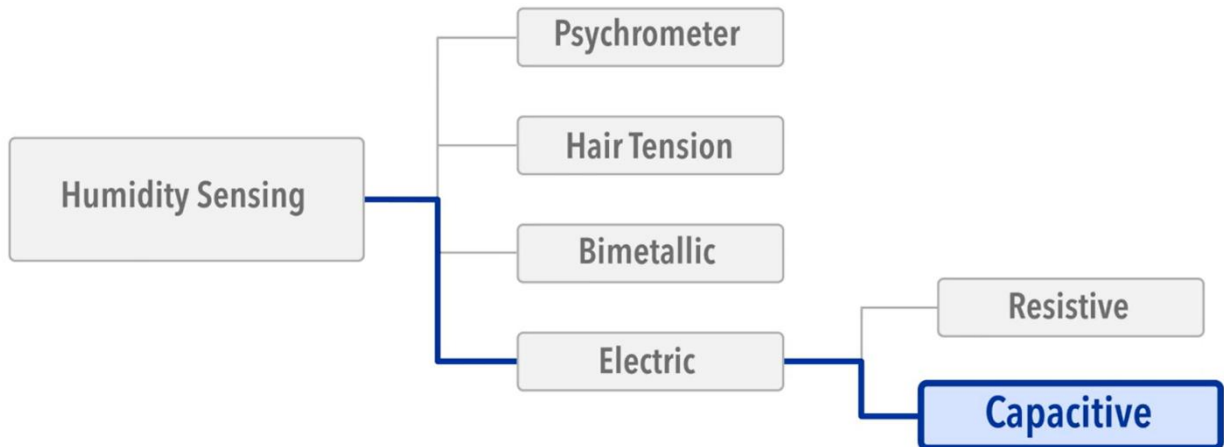 Psychrometer
Hair Tension
Humidity Sensing
Bimetallic
Resistive
Electric
Capacitive